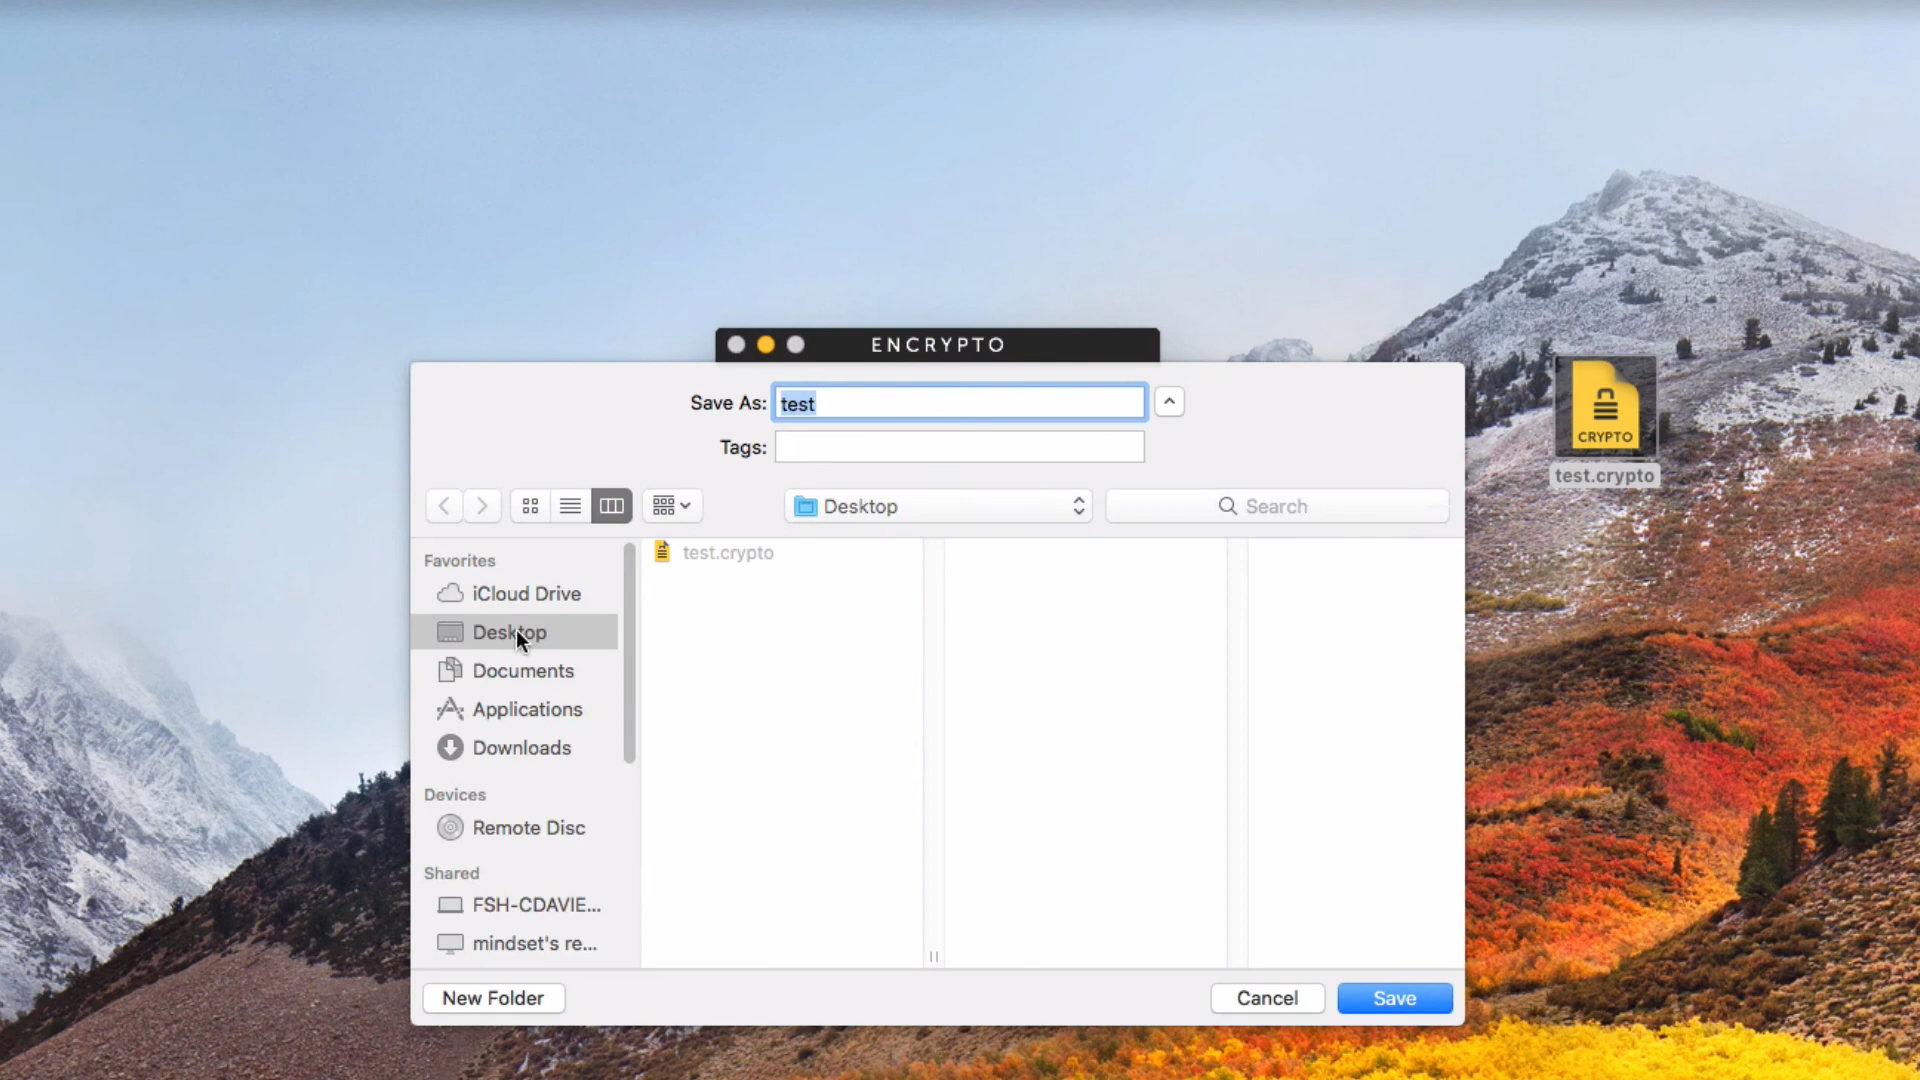 ENCRYPTO
Save As: test
Tags:
Desktop
Search
Favorites
iCloud Drive
Desktop
Documents
Applications
Downloads
Devices
Remote Disc
Shared
FSH-CDAVIE...
mindset's re...
test.crypto
New Folder
Cancel
Save
CRYPTO
test.crypto